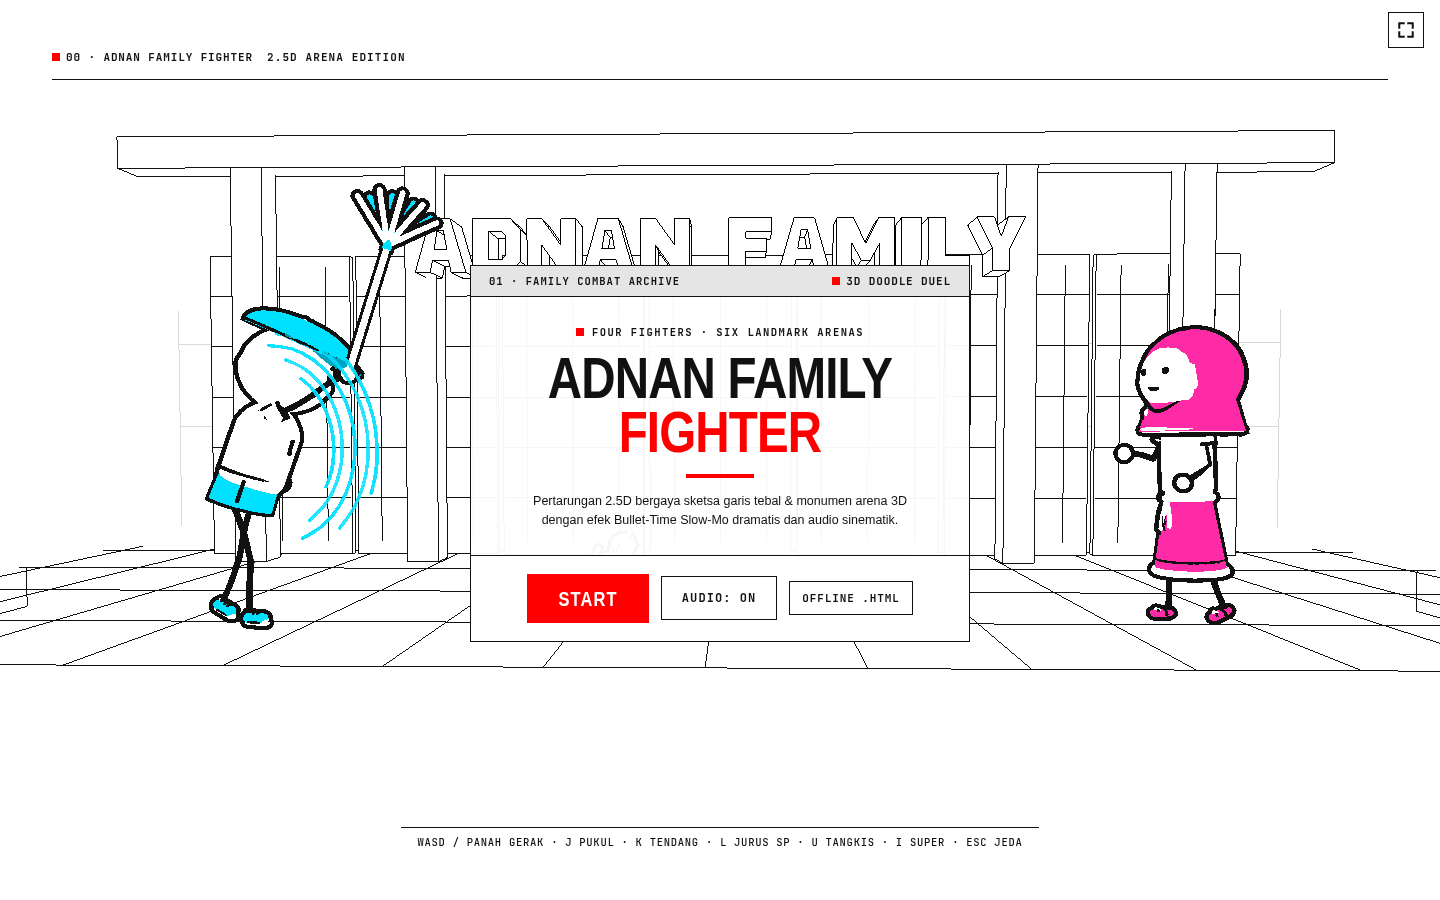 00 · ADNAN FAMILY FIGHTER 2.5D ARENA EDITION
ADNAN FAMILY
01 · FAMILY COMBAT ARCHIVE
3D DOODLE DUEL
FOUR FIGHTERS · SIX LANDMARK ARENAS
ADNAN FAMILY
FIGHTER
Pertarungan 2.5D bergaya sketsa garis tebal & monumen arena 3D
dengan efek Bullet-Time Slow-Mo dramatis dan audio sinematik.
START
AUDIO: ON
OFFLINE .HTML
WASD / PANAH GERAK · J PUKUL · K TENDANG · L JURUS SP · U TANGKIS · I SUPER · ESC JEDA